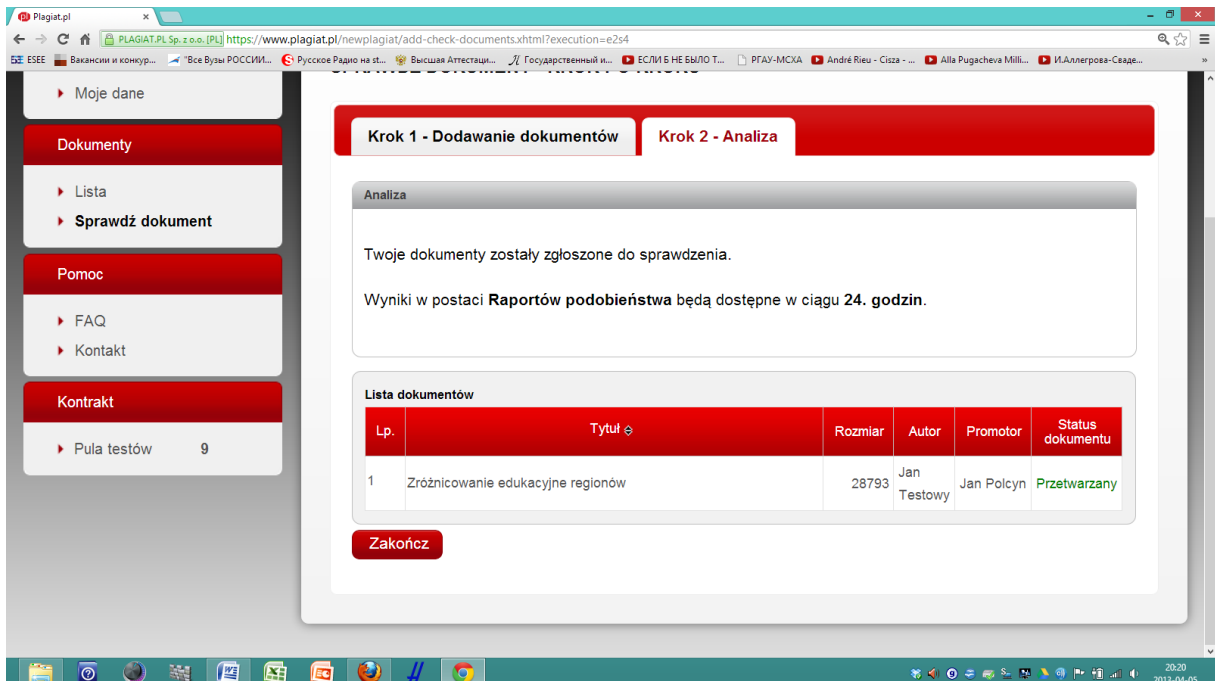 Plagiat.pl
PLAGIAT.PL Sp. z o.o. [PL] https://www.plagiat.pl/newplagiat/add-check-documents.xhtml?execution=e2s4
ESEE Вакансии и конкур... "Все Вузы РОССИИ... Русское Радио на st... Высшая Аттестаци... Государственный и... ЕСЛИ Б НЕ БЫЛО Т... РГАУ-МСХА André Rieu - Cisza - ... Alla Pugacheva Milli... И.Аллегрова-Сваде... »
Moje dane
Dokumenty
Lista
Sprawdź dokument
Pomoc
FAQ
Kontakt
Kontrakt
Pula testów 9
Krok 1 - Dodawanie dokumentów Krok 2 - Analiza
Analiza
Twoje dokumenty zostały zgłoszone do sprawdzenia.
Wyniki w postaci Raportów podobieństwa będą dostępne w ciągu 24. godzin.
Lista dokumentów
Lp. Tytuł Rozmiar Autor Promotor Status
dokumentu
1 Zróżnicowanie edukacyjne regionów 28793 Jan
Testowy Jan Polcyn Przetwarzany
Zakończ
20:20
2013-04-05